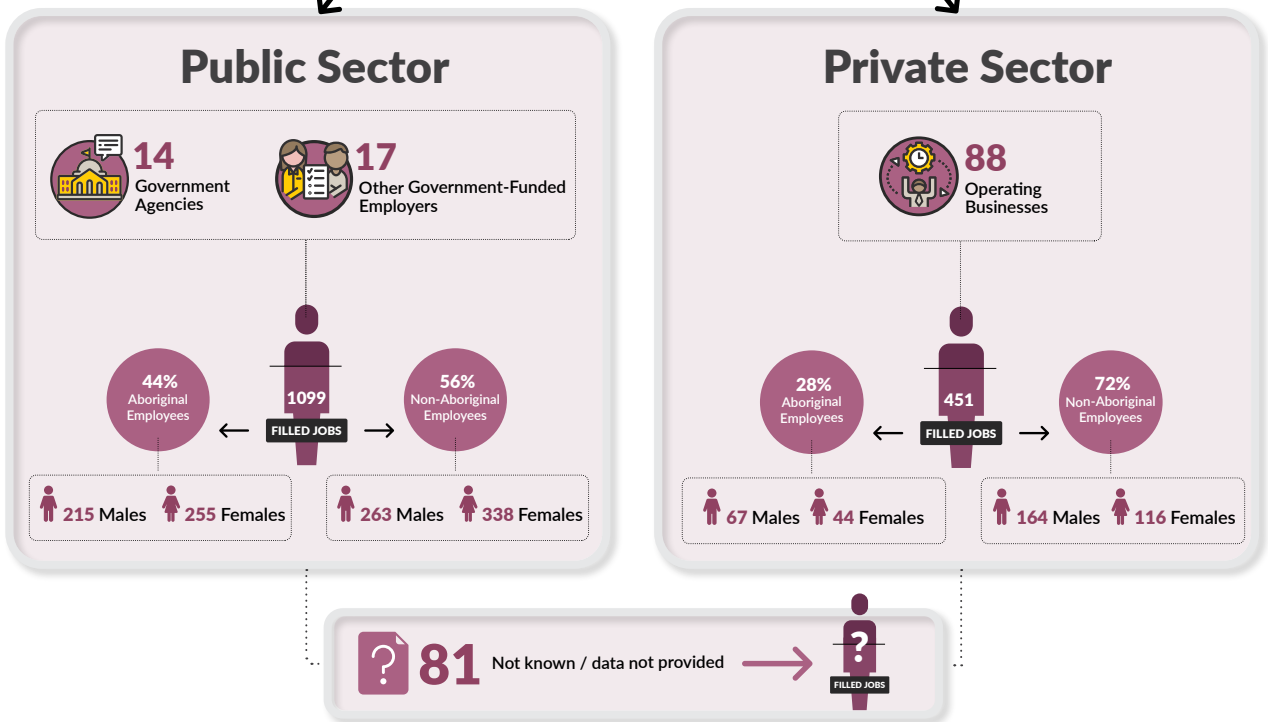 Public Sector
14
Government
Agencies
17
Other Government-Funded
Employers
44%
Aboriginal
Employees
1099
FILLED JOBS
56%
Non-Aboriginal
Employees
215 Males
255 Females
263 Males
338 Females
Private Sector
88
Operating
Businesses
28%
Aboriginal
Employees
451
FILLED JOBS
72%
Non-Aboriginal
Employees
67 Males
44 Females
164 Males
116 Females
?
81
Not known / data not provided
?
FILLED JOBS